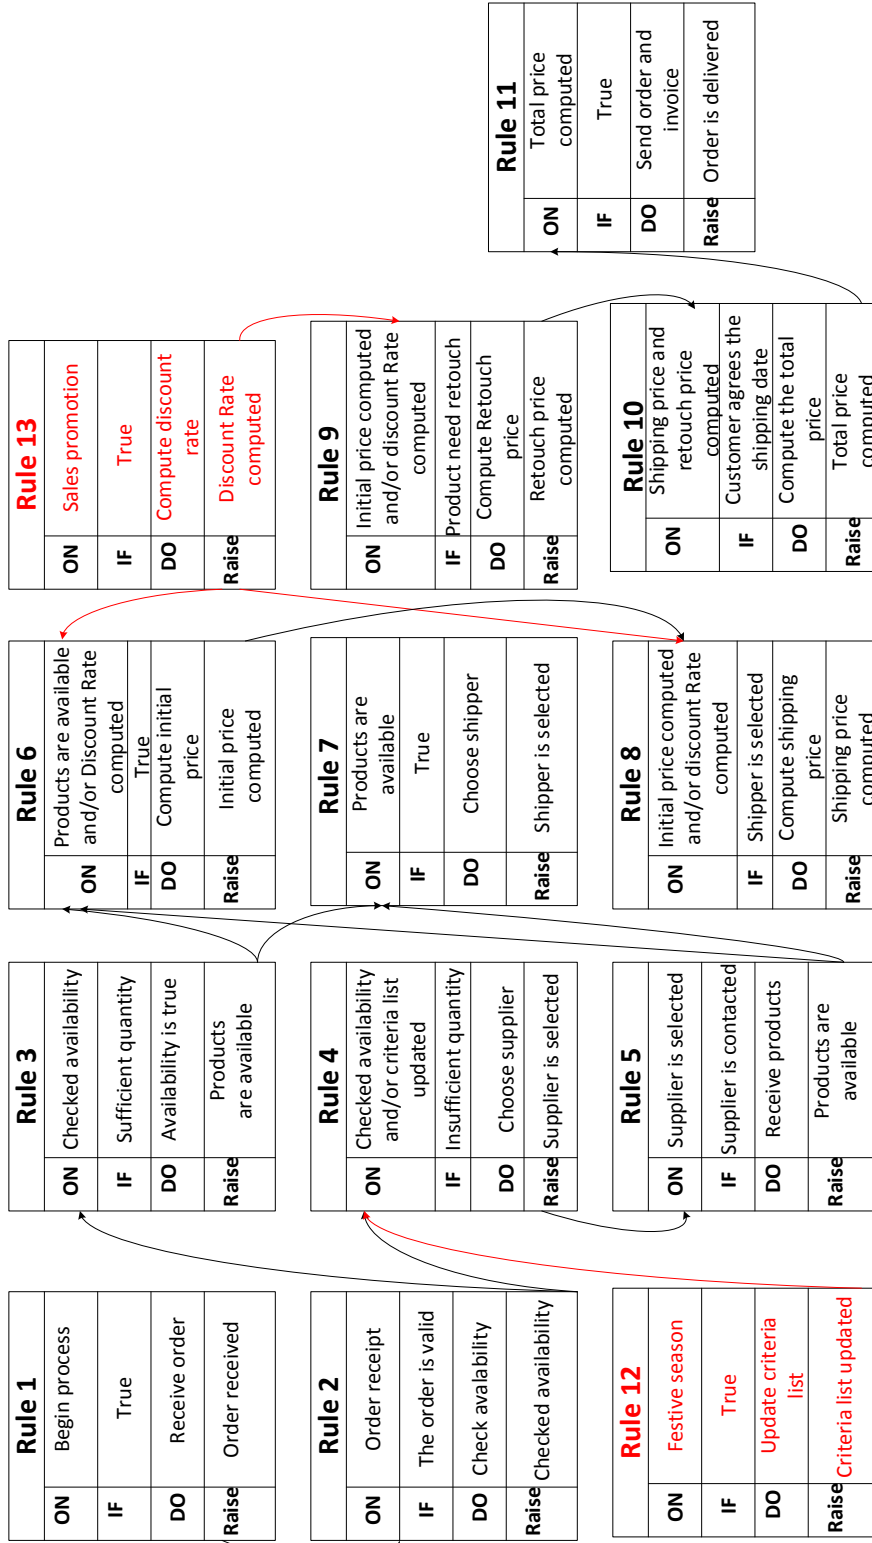 Rule 1
ON Begin process
IF True
DO Receive order
Raise Order received
Rule 2
ON Order receipt
IF The order is valid
DO Check avalability
Raise Checked availability
Rule 12
ON Festive season
IF True
DO Update criteria
list
Raise Criteria list updated
Rule 3
ON Checked availability
IF Sufficient quantity
DO Availability is true
Raise Products
are available
Rule 4
ON Checked availability
and/or criteria list
updated
IF Insufficient quantity
DO Choose supplier
Raise Supplier is selected
Rule 5
ON Supplier is selected
IF Supplier is contacted
DO Receive products
Raise Products are
available
Rule 6
ON Products are available
and/or Discount Rate
computed
IF True
DO Compute initial
price
Raise Initial price
computed
Rule 7
ON Products are
available
IF True
DO Choose shipper
Raise Shipper is selected
Rule 8
ON Initial price computed
and/or discount Rate
computed
IF Shipper is selected
DO Compute shipping
price
Raise Shipping price
computed
Rule 13
ON Sales promotion
IF True
DO Compute discount
rate
Raise Discount Rate
computed
Rule 9
ON Initial price computed
and/or discount Rate
computed
IF Product need retouch
DO Compute Retouch
price
Raise Retouch price
computed
Rule 10
ON Shipping price and
retouch price
computed
IF Customer agrees the
shipping date
DO Compute the total
price
Raise Total price
computed
Rule 11
ON Total price
computed
IF True
DO Send order and
invoice
Raise Order is delivered